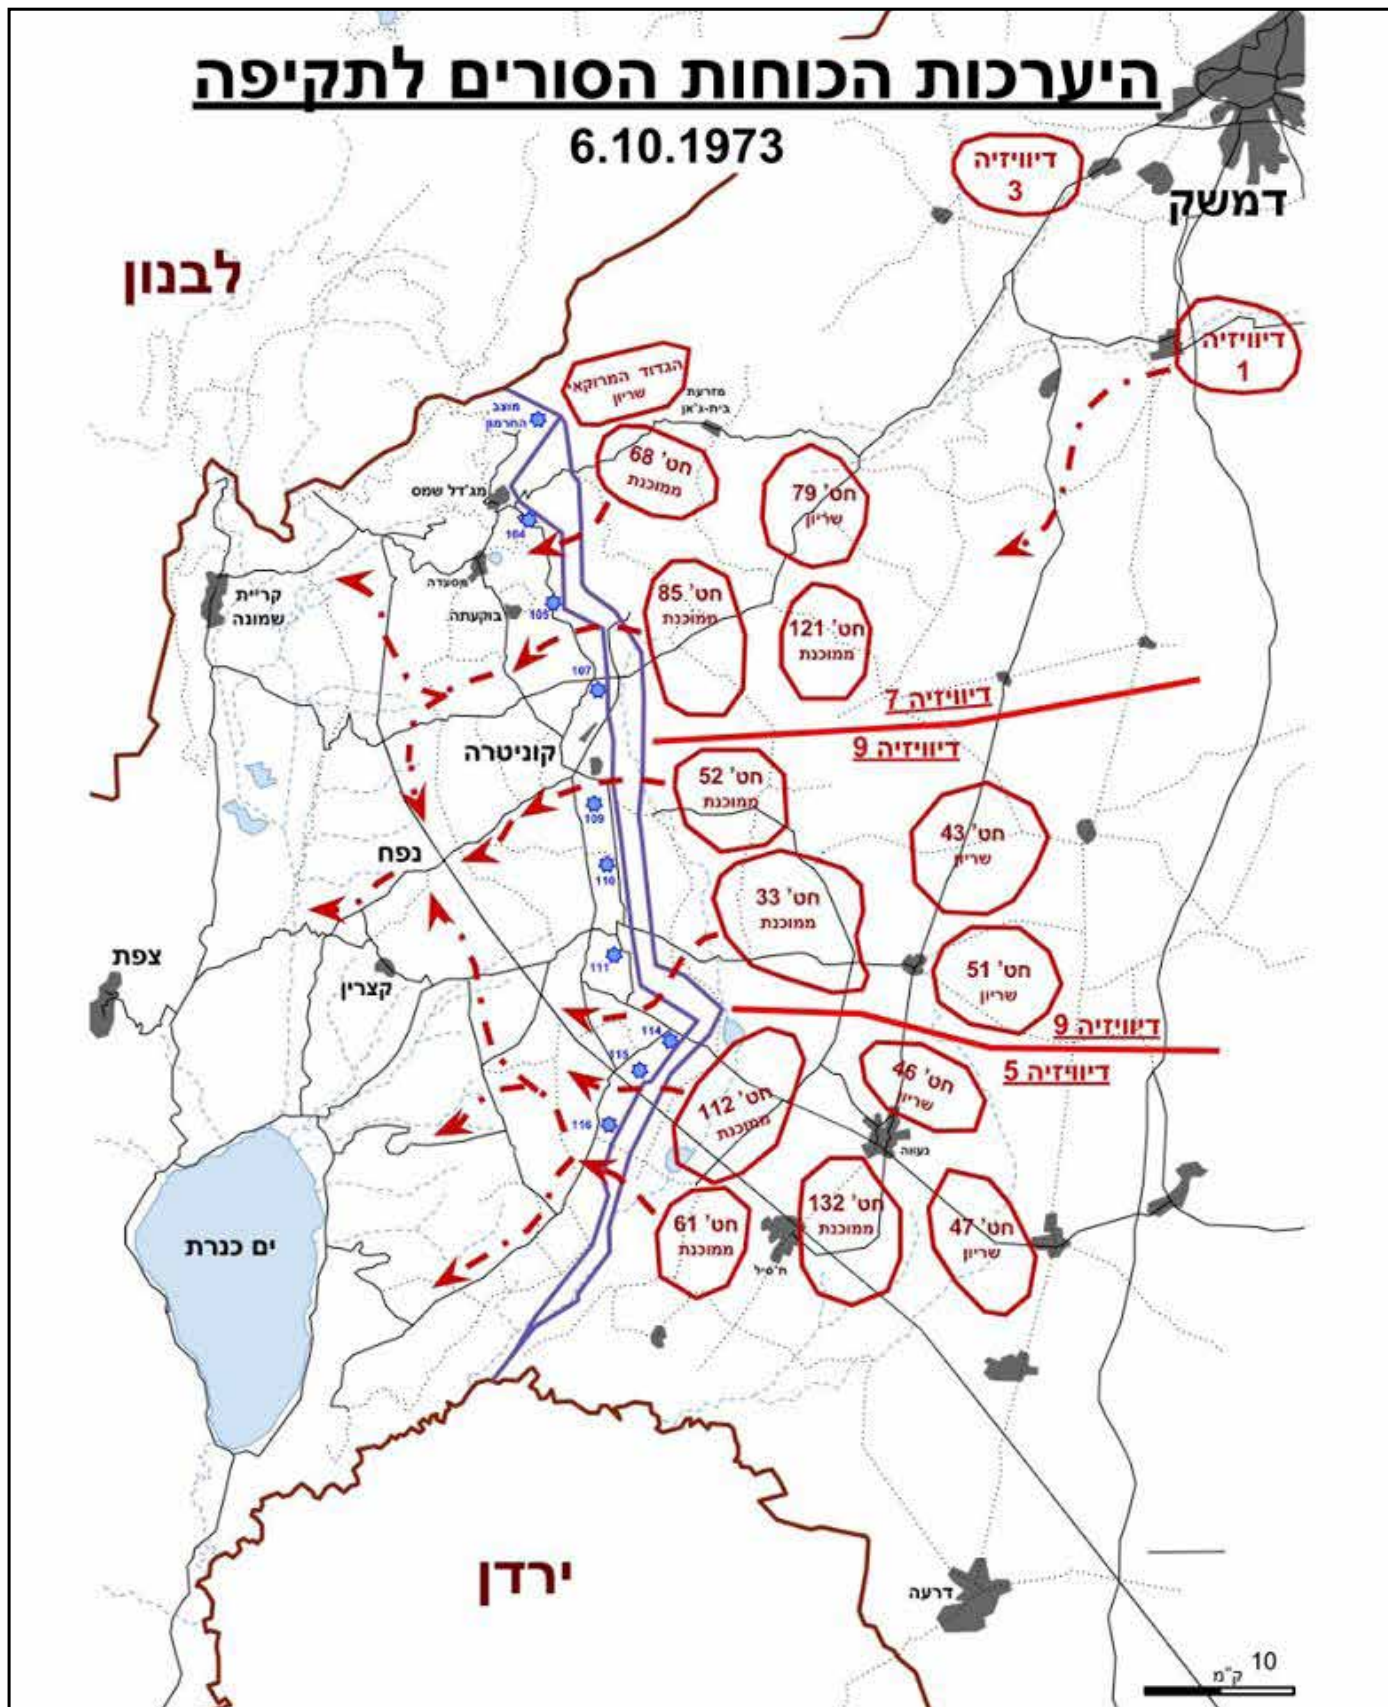 היערכות הכוחות הסורים לתקיפה
6.10.1973
דיוויזיה
3
דמשק
לבנון
דיוויזיה
1
הגדוד המרוקאי
שריון
מזרעת
בית-ג'אן
מוצב
החרמון
חט' 68
ממוכנת
חט' 79
שריון
מג'דל שמס
104
מסעדה
קריית
שמונה
בוקעתה
105
חט' 85
ממוכנת
חט' 121
ממוכנת
107
דיוויזיה 7
דיוויזיה 9
קוניטרה
חט' 52
ממוכנת
109
חט' 43
שריון
נפח
110
חט' 33
ממוכנת
צפת
קצרין
111
חט' 51
שריון
דיוויזיה 9
דיוויזיה 5
114
115
116
חט' 46
שריון
חט' 112
ממוכנת
נעווה
חט' 132
ממוכנת
חט' 61
ממוכנת
חט' 47
שריון
ח'סיל
ים כנרת
ירדן
דרעה
10
ק"מ